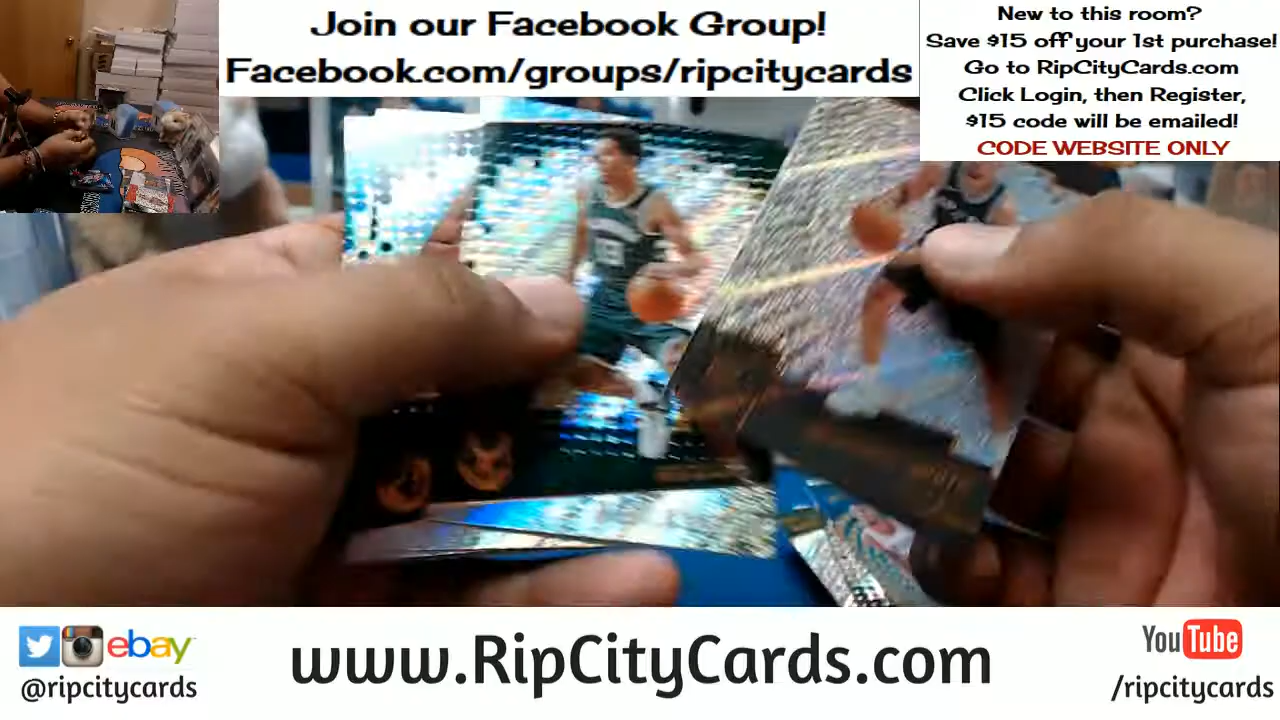 Join our Facebook Group!
Facebook.com/groups/ripcitycards
New to this room?
Save $15 off your 1st purchase!
Go to RipCityCards.com
Click Login, then Register,
$15 code will be emailed!
CODE WEBSITE ONLY
ebay
@ripcitycards
www.RipCityCards.com
YouTube
/ripcitycards